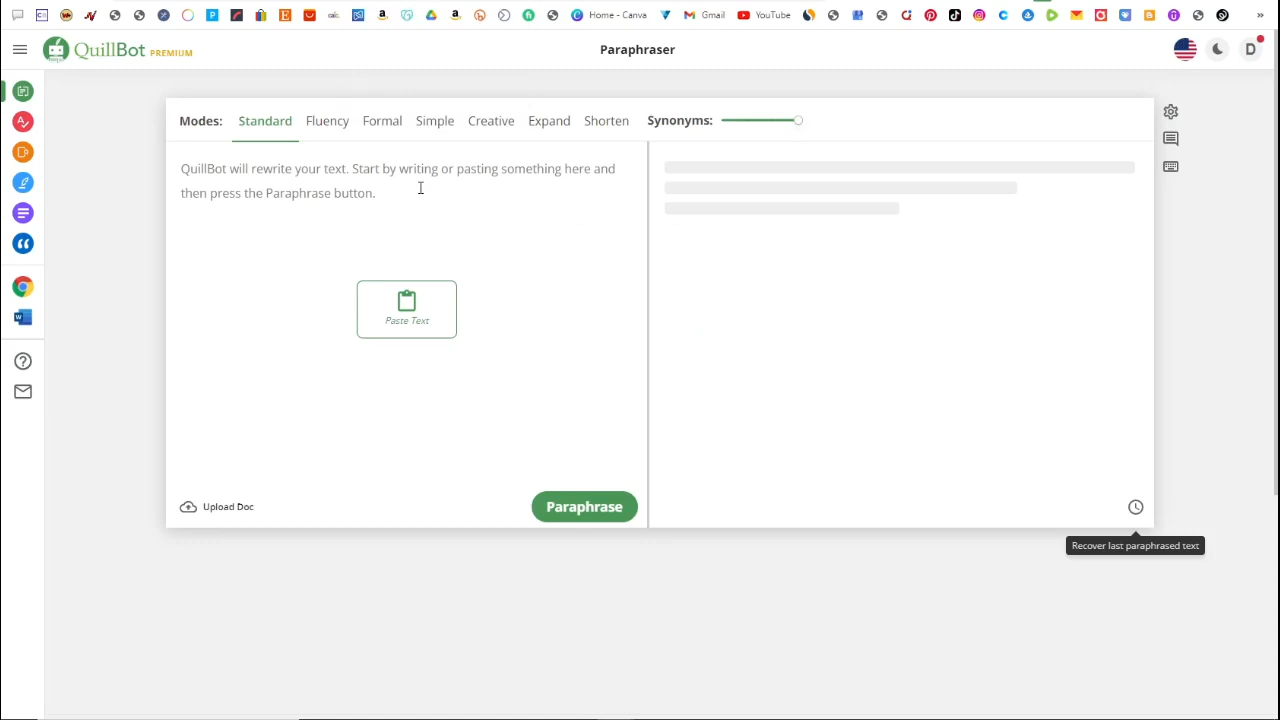 Home - Canva
Gmail
YouTube
»
QuillBot PREMIUM
Paraphraser
D
Modes: Standard Fluency Formal Simple Creative Expand Shorten Synonyms:
QuillBot will rewrite your text. Start by writing or pasting something here and
then press the Paraphrase button.
Paste Text
Upload Doc
Paraphrase
Recover last paraphrased text